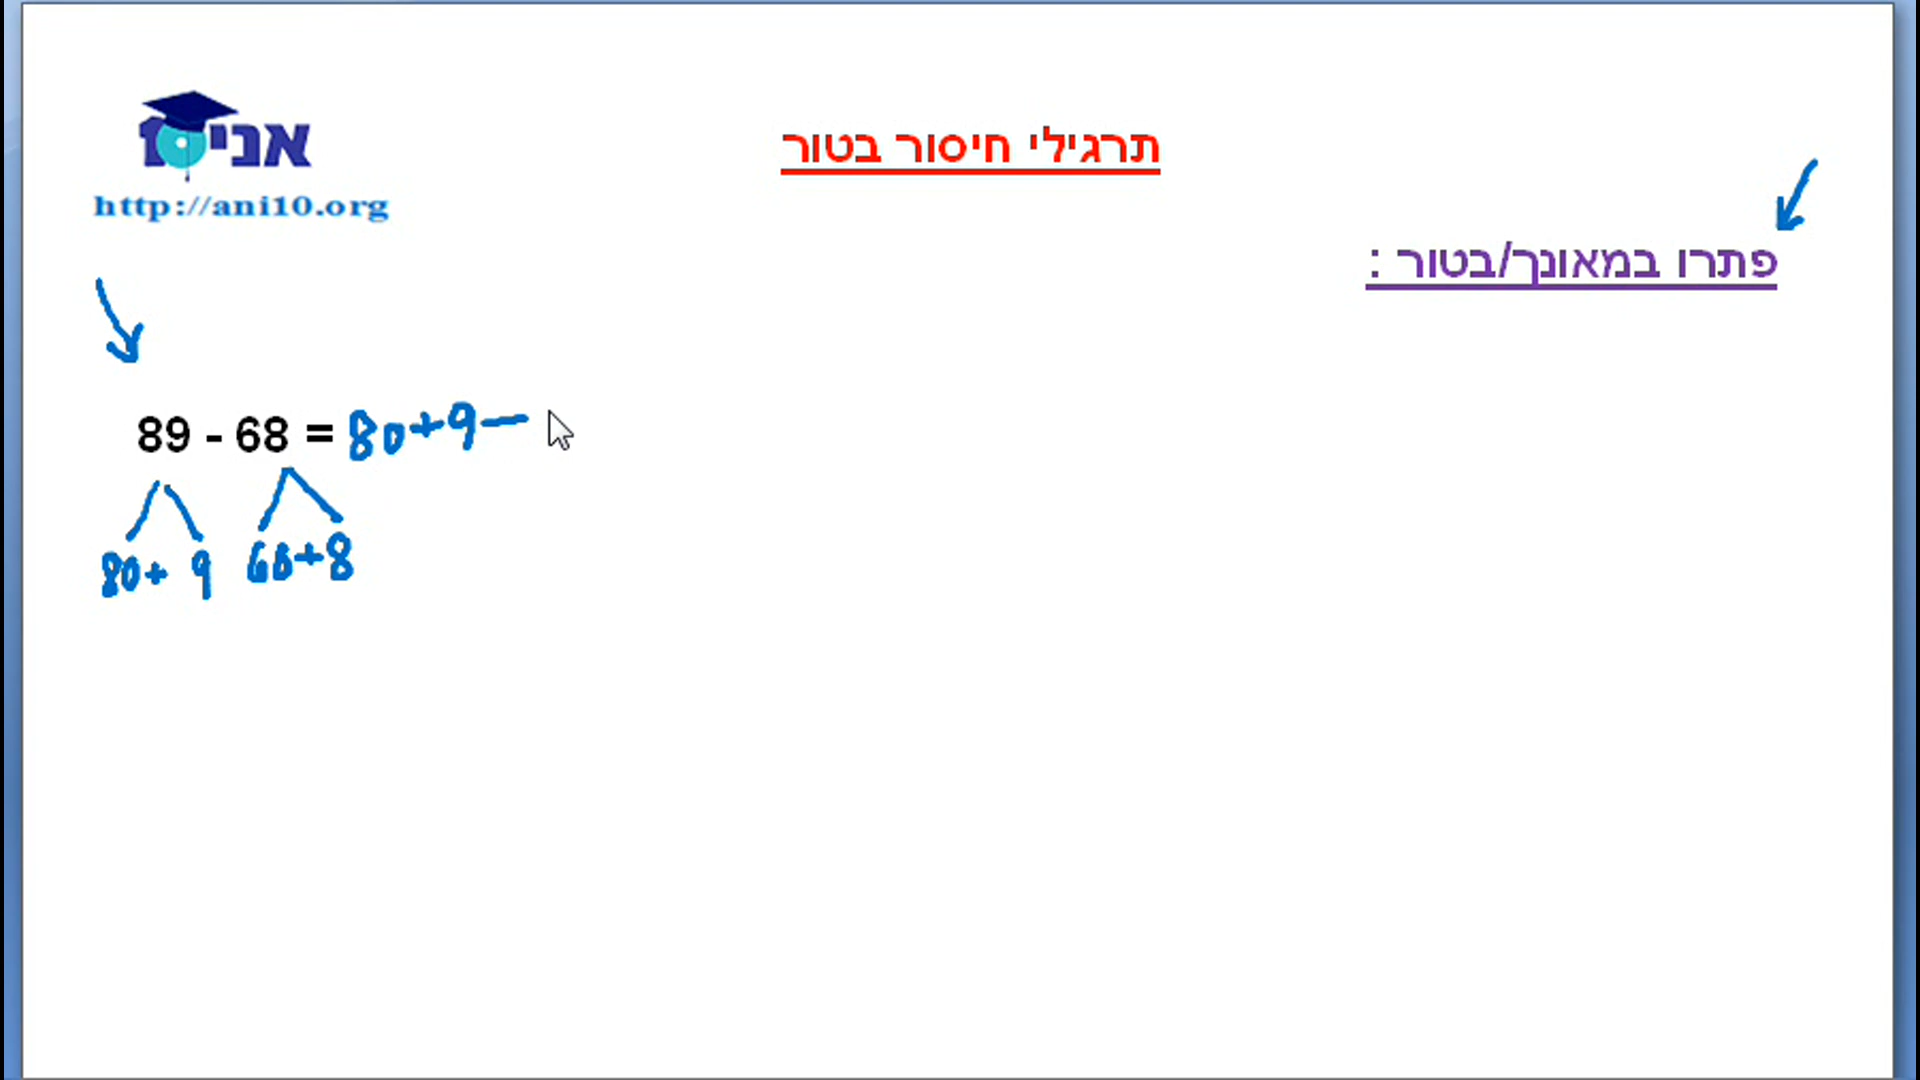 אני10
http://ani10.org
תרגילי חיסור בטור
פתרו במאונך/בטור :
89 - 68 = 80+9-
80+ 9 60+8